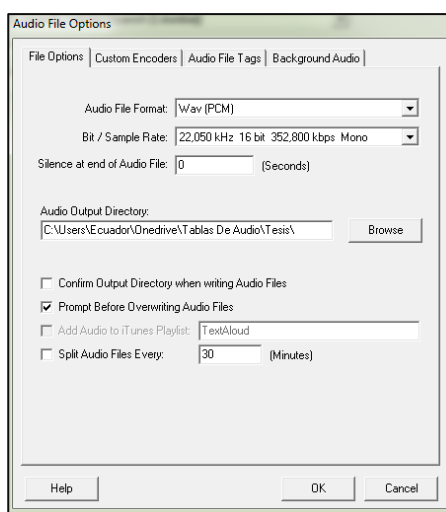 Audio File Options
File Options Custom Encoders Audio File Tags Background Audio
Audio File Format: Wav (PCM)
Bit / Sample Rate: 22,050 kHz 16 bit 352,800 kbps Mono
Silence at end of Audio File: 0 (Seconds)
Audio Output Directory:
C:\Users\Ecuador\Onedrive\Tablas De Audio\Tesis\ Browse
Confirm Output Directory when writing Audio Files
Prompt Before Overwriting Audio Files
Add Audio to iTunes Playlist: TextAloud
Split Audio Files Every: 30 (Minutes)
Help OK Cancel